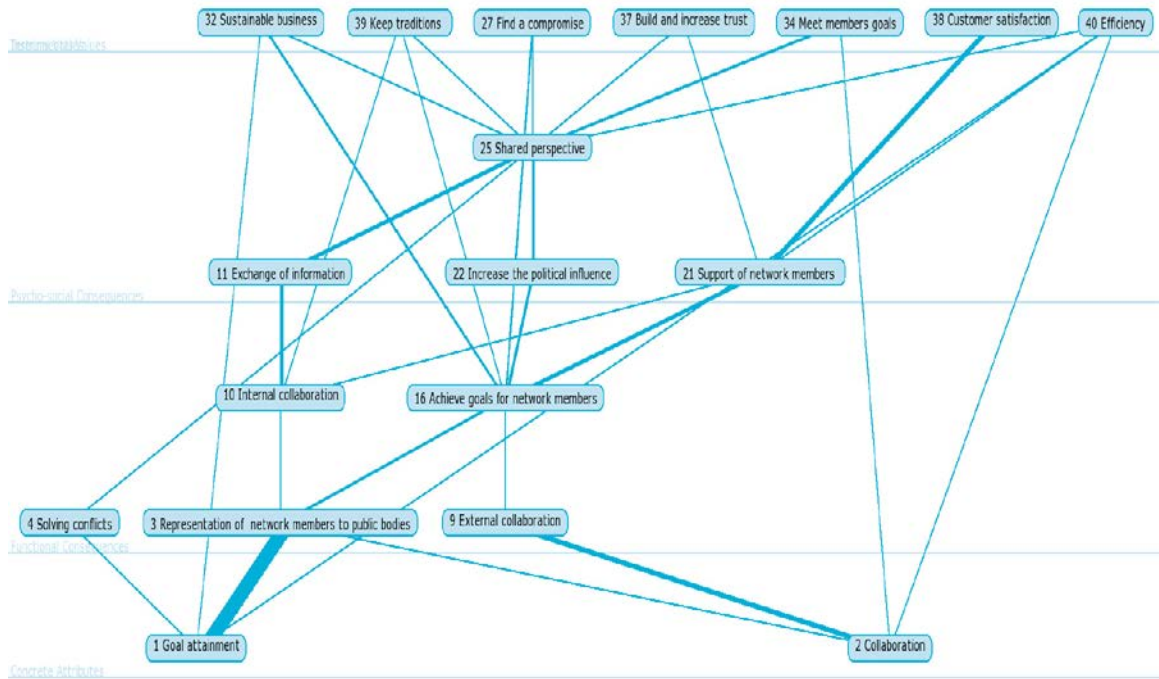 32 Sustainable business
39 Keep traditions
27 Find a compromise
37 Build and increase trust
34 Meet members goals
38 Customer satisfaction
40 Efficiency
25 Shared perspective
11 Exchange of information
22 Increase the political influence
21 Support of network members
Psycho-social Consequences
10 Internal collaboration
16 Achieve goals for network members
4 Solving conflicts
3 Representation of network members to public bodies
9 External collaboration
Functional Consequences
1 Goal attainment
2 Collaboration
Concrete Attributes